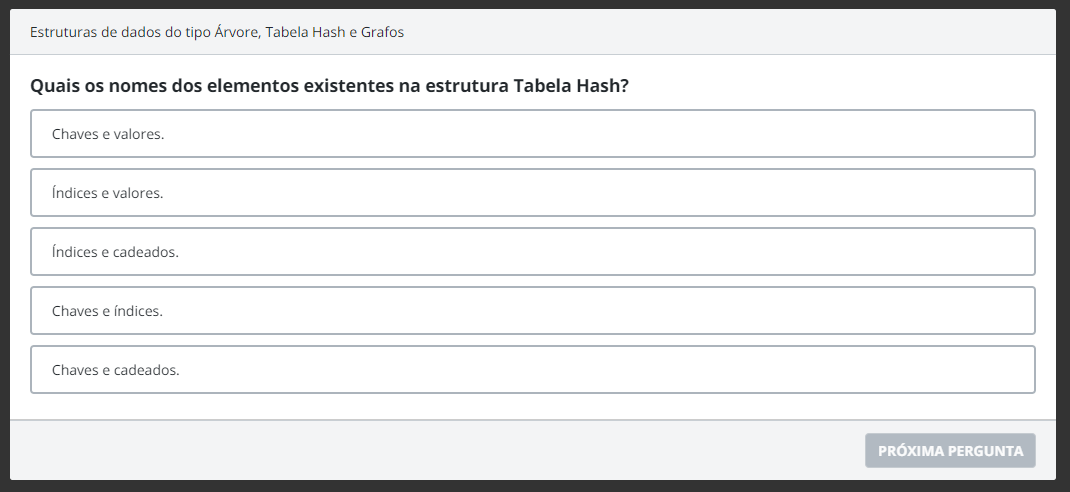 Estruturas de dados do tipo Árvore, Tabela Hash e Grafos
Quais os nomes dos elementos existentes na estrutura Tabela Hash?
Chaves e valores.
Índices e valores.
Índices e cadeados.
Chaves e índices.
Chaves e cadeados.
PRÓXIMA PERGUNTA